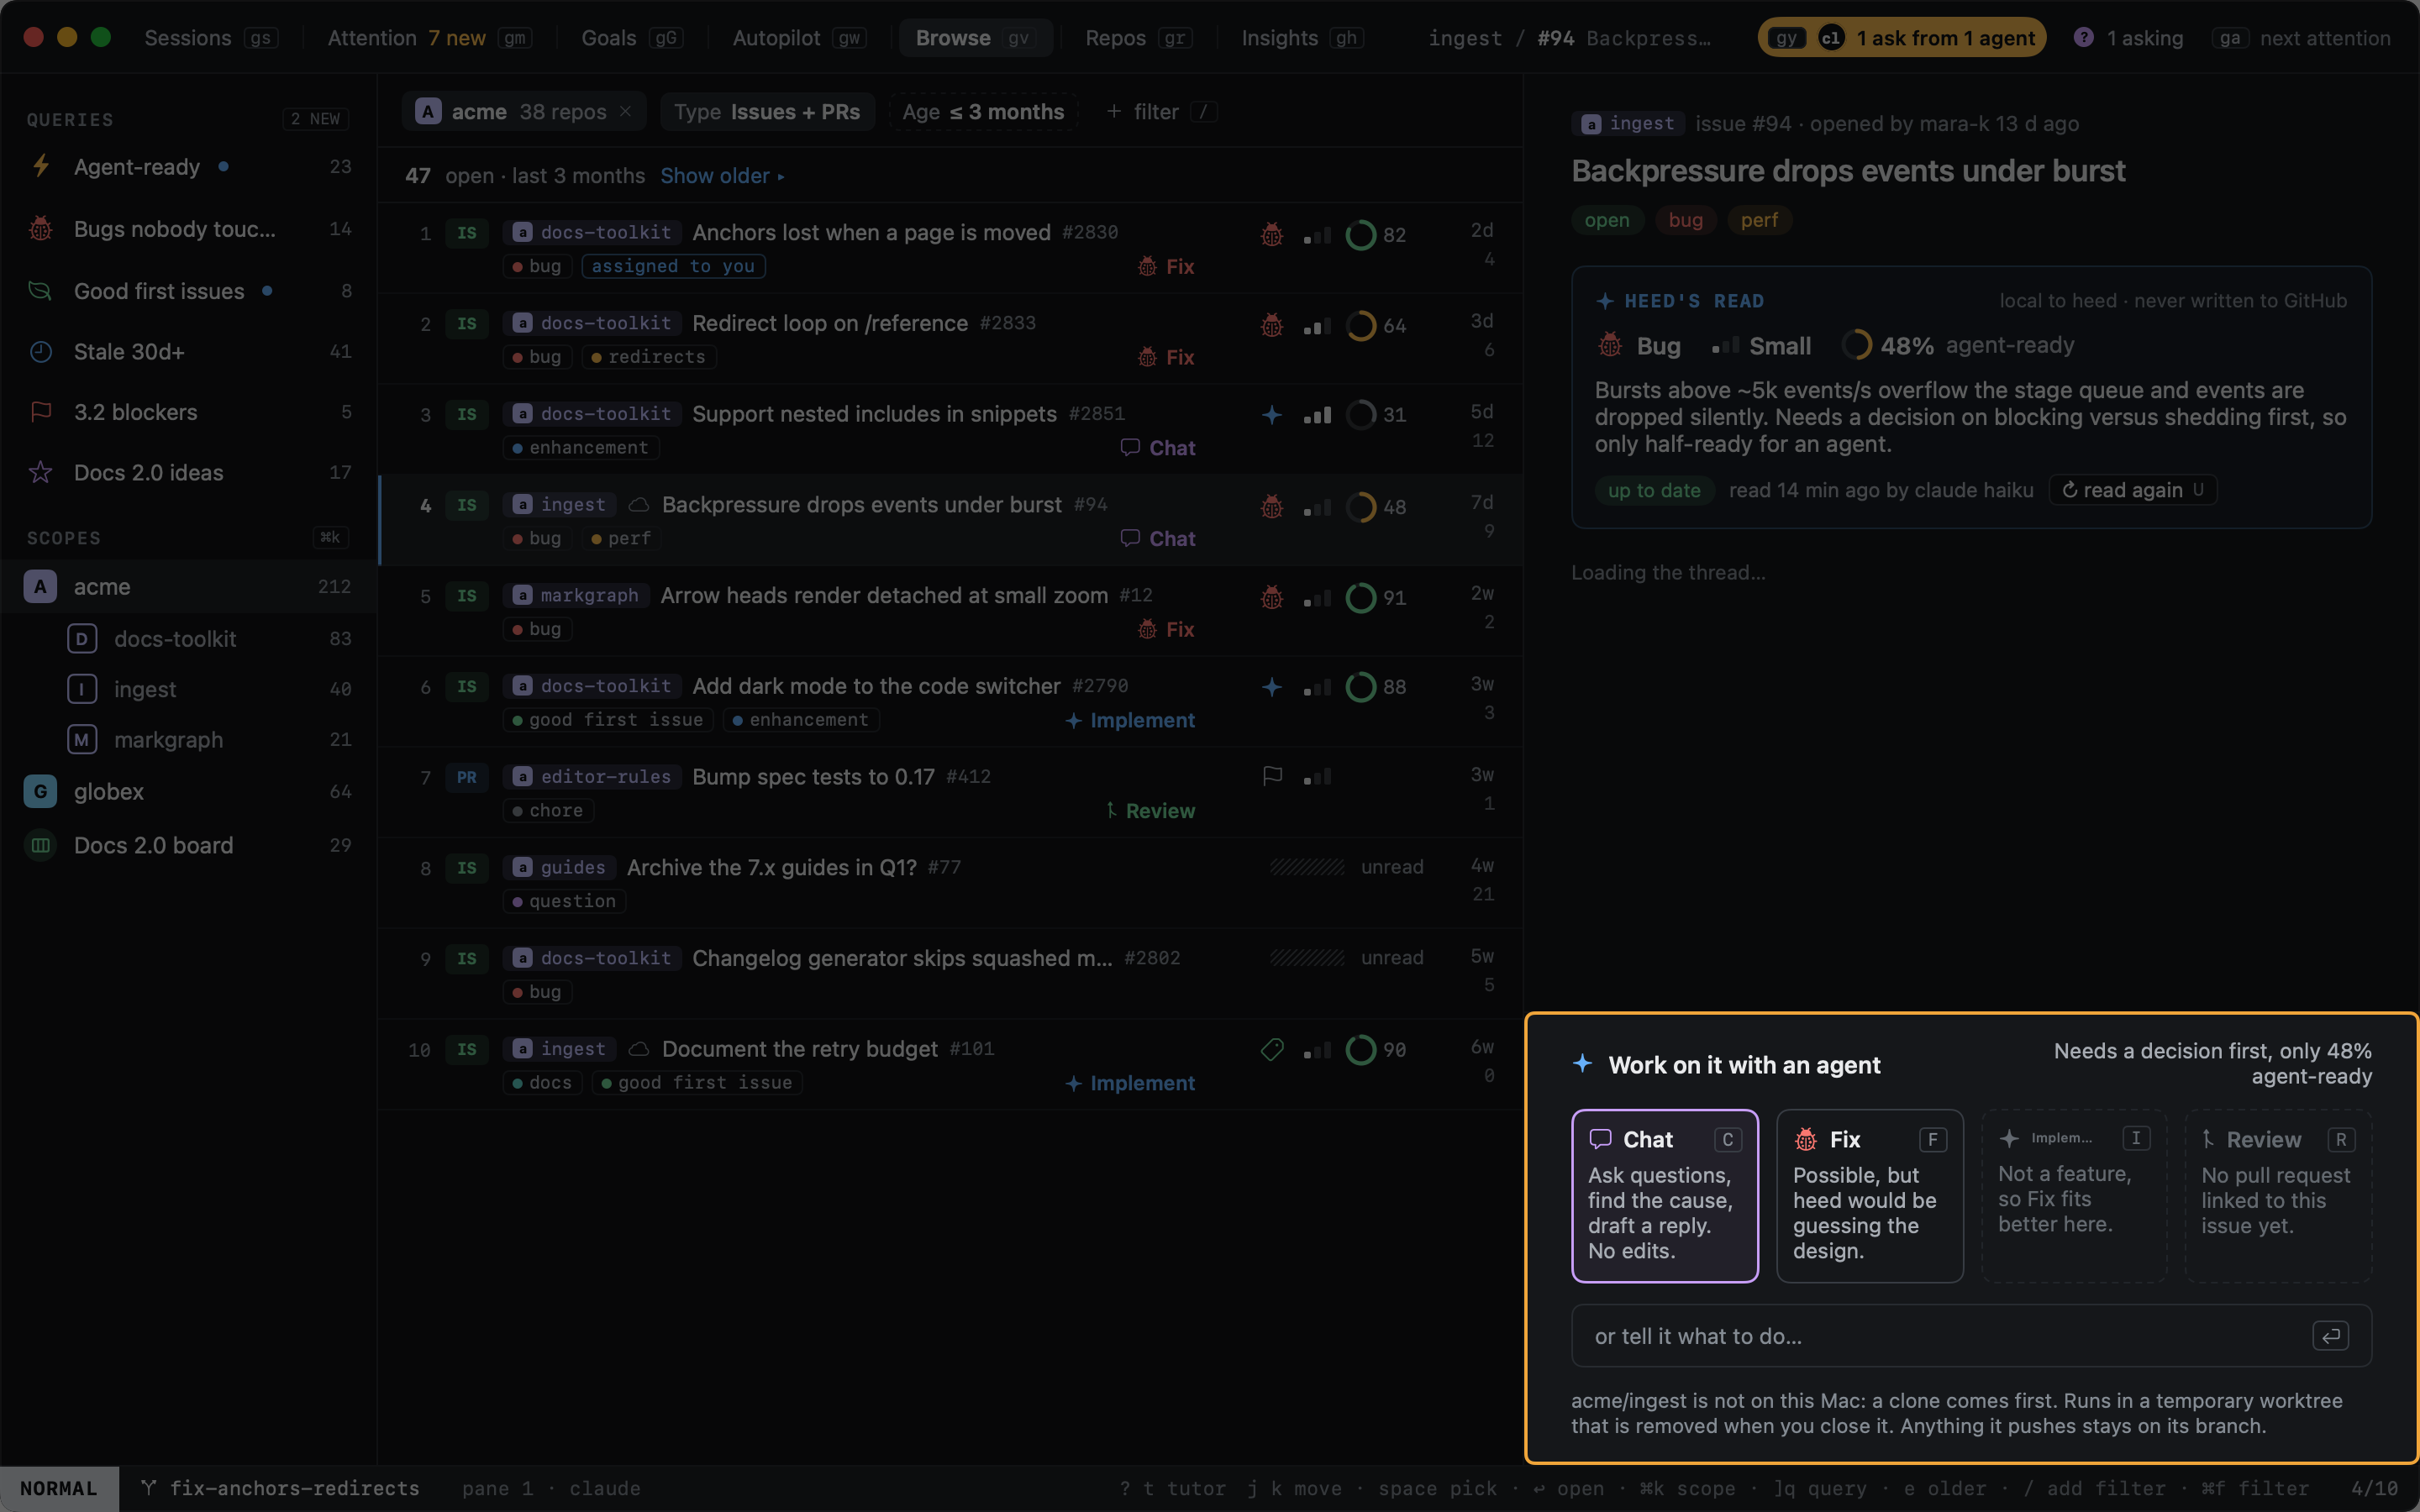 Sessions gs Attention 7 new gm Goals gG Autopilot gw Browse gv Repos gr Insights gh ingest / #94 Backpress… gy cl 1 ask from 1 agent ? 1 asking ga next attention
QUERIES 2 NEW
Agent-ready 23
Bugs nobody touc… 14
Good first issues 8
Stale 30d+ 41
3.2 blockers 5
Docs 2.0 ideas 17
SCOPES ⌘k
A acme 212
D docs-toolkit 83
I ingest 40
M markgraph 21
G globex 64
Docs 2.0 board 29
A acme 38 repos × Type Issues + PRs Age ≤ 3 months + filter /
47 open · last 3 months Show older ▸
1 IS a docs-toolkit Anchors lost when a page is moved #2830 82 2d
bug assigned to you Fix 4
2 IS a docs-toolkit Redirect loop on /reference #2833 64 3d
bug redirects Fix 6
3 IS a docs-toolkit Support nested includes in snippets #2851 31 5d
enhancement Chat 12
4 IS a ingest Backpressure drops events under burst #94 48 7d
bug perf Chat 9
5 IS a markgraph Arrow heads render detached at small zoom #12 91 2w
bug Fix 2
6 IS a docs-toolkit Add dark mode to the code switcher #2790 88 3w
good first issue enhancement Implement 3
7 PR a editor-rules Bump spec tests to 0.17 #412 3w
chore Review 1
8 IS a guides Archive the 7.x guides in Q1? #77 unread 4w
question 21
9 IS a docs-toolkit Changelog generator skips squashed m… #2802 unread 5w
bug 5
10 IS a ingest Document the retry budget #101 90 6w
docs good first issue Implement 0
a ingest issue #94 · opened by mara-k 13 d ago
Backpressure drops events under burst
open bug perf
HEED'S READ local to heed · never written to GitHub
Bug Small 48% agent-ready
Bursts above ~5k events/s overflow the stage queue and events are
dropped silently. Needs a decision on blocking versus shedding first, so
only half-ready for an agent.
up to date read 14 min ago by claude haiku read again U
Loading the thread…
Work on it with an agent
Needs a decision first, only 48%
agent-ready
Chat C
Ask questions,
find the cause,
draft a reply.
No edits.
Fix F
Possible, but
heed would be
guessing the
design.
Implem… I
Not a feature,
so Fix fits
better here.
Review R
No pull request
linked to this
issue yet.
or tell it what to do…
acme/ingest is not on this Mac: a clone comes first. Runs in a temporary worktree
that is removed when you close it. Anything it pushes stays on its branch.
NORMAL fix-anchors-redirects pane 1 · claude ? t tutor j k move · space pick · ↩ open · ⌘k scope · ]q query · e older · / add filter · ⌘f filter 4/10